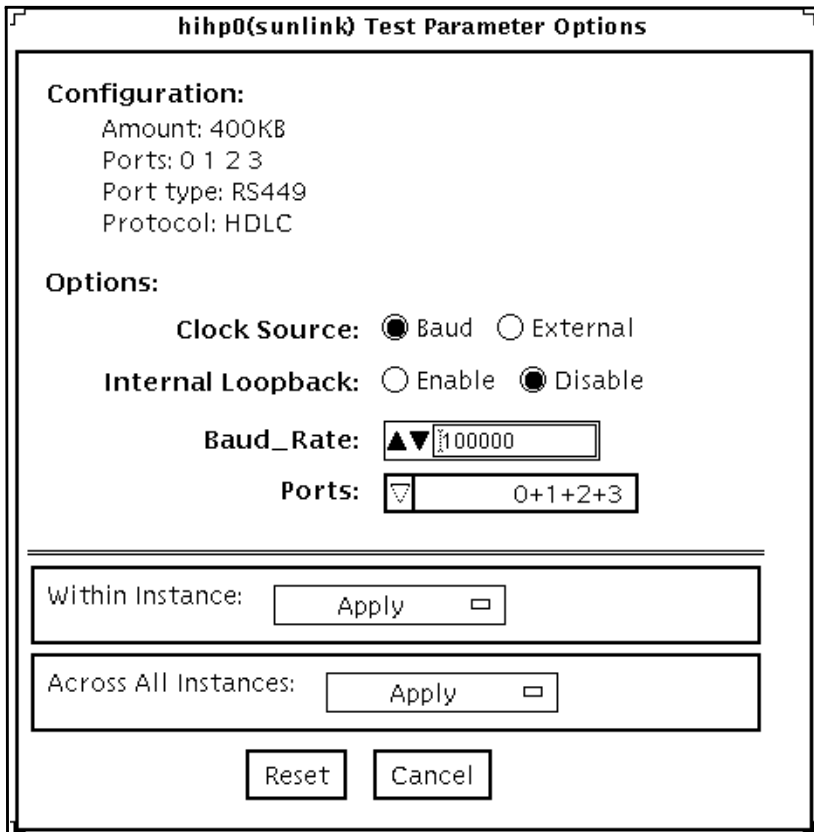 hihp0(sunlink) Test Parameter Options
Configuration:
Amount: 400KB
Ports: 0 1 2 3
Port type: RS449
Protocol: HDLC
Options:
Clock Source: Baud External
Internal Loopback: Enable Disable
Baud_Rate: 100000
Ports: 0+1+2+3
Within Instance: Apply
Across All Instances: Apply
Reset Cancel